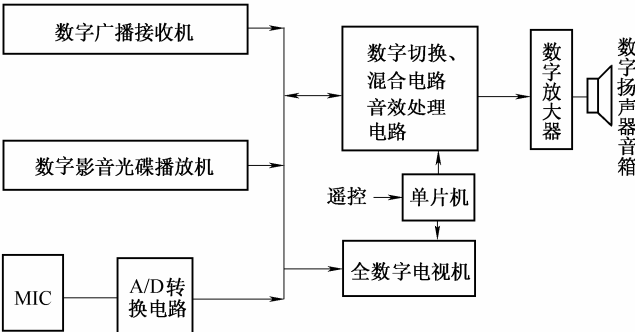 数字广播接收机
数字切换、
混合电路
音效处理
电路
数字放大器
数字扬声器音箱
数字影音光碟播放机
遥控
单片机
全数字电视机
MIC
A/D转
换电路